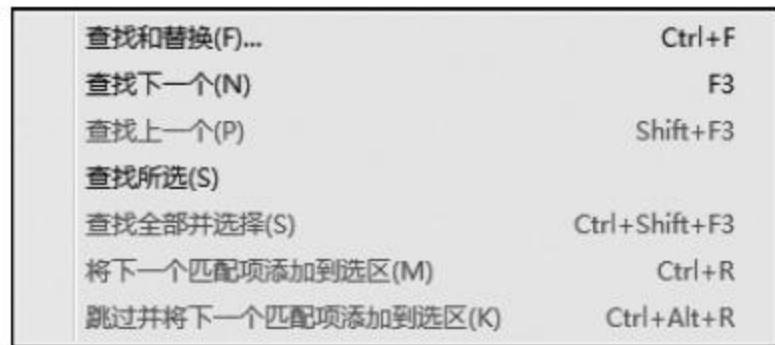 查找和替换(F)... Ctrl+F
查找下一个(N) F3
查找上一个(P) Shift+F3
查找所选(S)
查找全部并选择(S) Ctrl+Shift+F3
将下一个匹配项添加到选区(M) Ctrl+R
跳过并将下一个匹配项添加到选区(K) Ctrl+Alt+R